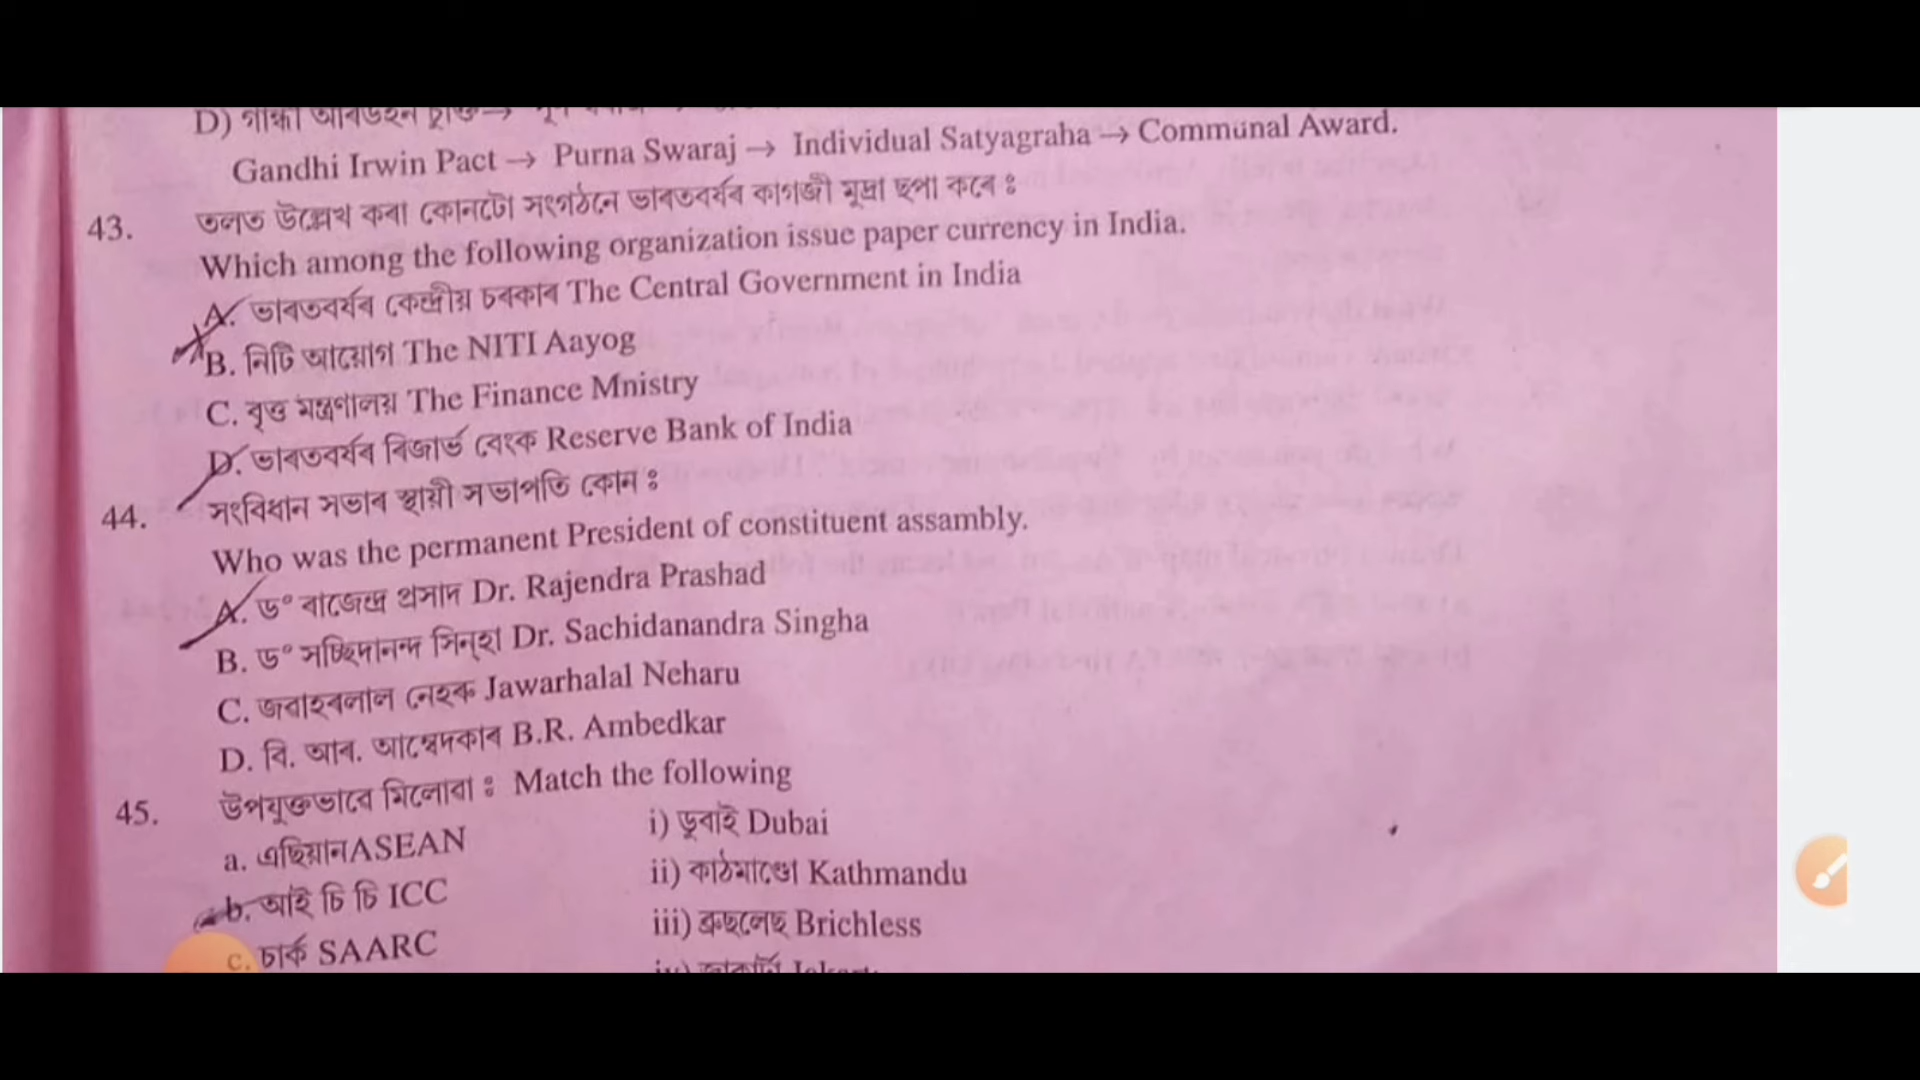 D) গান্ধী আৰউইন চুক্তি→
Gandhi Irwin Pact → Purna Swaraj → Individual Satyagraha → Communal Award.
43. তলত উল্লেখ কৰা কোনটো সংগঠনে ভাৰতবৰ্ষৰ কাগজী মুদ্ৰা ছপা কৰে ঃ
Which among the following organization issue paper currency in India.
A. ভাৰতবৰ্ষৰ কেন্দ্ৰীয় চৰকাৰ The Central Government in India
B. নিটি আয়োগ The NITI Aayog
C. বৃত্ত মন্ত্ৰণালয় The Finance Mnistry
D. ভাৰতবৰ্ষৰ ৰিজাৰ্ভ বেংক Reserve Bank of India
44. সংবিধান সভাৰ স্থায়ী সভাপতি কোন ঃ
Who was the permanent President of constituent assambly.
A. ড° ৰাজেন্দ্ৰ প্ৰসাদ Dr. Rajendra Prashad
B. ড° সচ্ছিদানন্দ সিন্হা Dr. Sachidanandra Singha
C. জবাহৰলাল নেহৰু Jawarhalal Neharu
D. বি. আৰ. আম্বেদকাৰ B.R. Ambedkar
45. উপযুক্তভাবে মিলোবা ঃ Match the following
a. এছিয়ানASEAN i) ডুবাই Dubai
b. আই চি চি ICC ii) কাঠমাণ্ডো Kathmandu
c. চাৰ্ক SAARC iii) ব্ৰুছলেছ Brichless